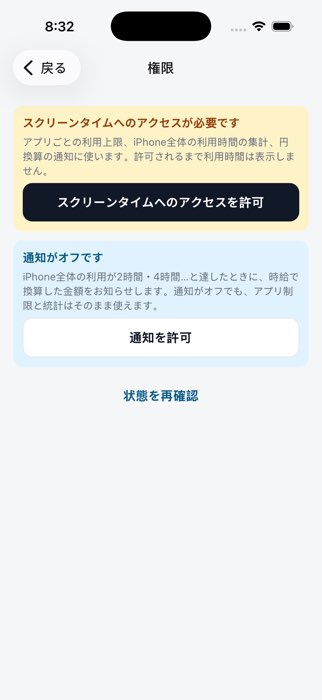 8:32
戻る
権限
スクリーンタイムへのアクセスが必要です
アプリごとの利用上限、iPhone全体の利用時間の集計、円
換算の通知に使います。許可されるまで利用時間は表示しま
せん。
スクリーンタイムへのアクセスを許可
通知がオフです
iPhone全体の利用が2時間・4時間…と達したときに、時給で
換算した金額をお知らせします。通知がオフでも、アプリ制
限と統計はそのまま使えます。
通知を許可
状態を再確認